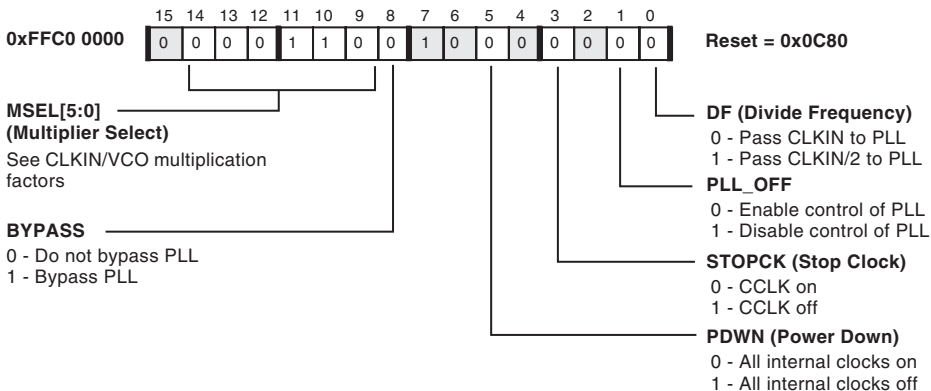 15 14 13 12 11 10 9 8 7 6 5 4 3 2 1 0
0xFFC0 0000 0 0 0 0 1 1 0 0 1 0 0 0 0 0 0 0 Reset = 0x0C80
MSEL[5:0]
(Multiplier Select)
See CLKIN/VCO multiplication
factors
BYPASS
0 - Do not bypass PLL
1 - Bypass PLL
DF (Divide Frequency)
0 - Pass CLKIN to PLL
1 - Pass CLKIN/2 to PLL
PLL_OFF
0 - Enable control of PLL
1 - Disable control of PLL
STOPCK (Stop Clock)
0 - CCLK on
1 - CCLK off
PDWN (Power Down)
0 - All internal clocks on
1 - All internal clocks off